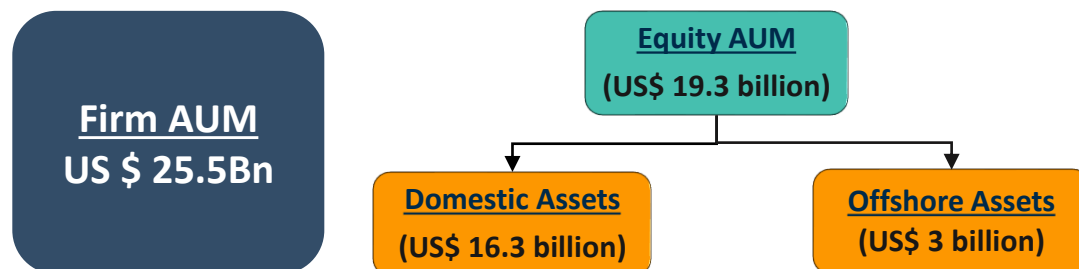 Firm AUM
US $ 25.5Bn
Equity AUM
(US$ 19.3 billion)
Domestic Assets
(US$ 16.3 billion)
Offshore Assets
(US$ 3 billion)